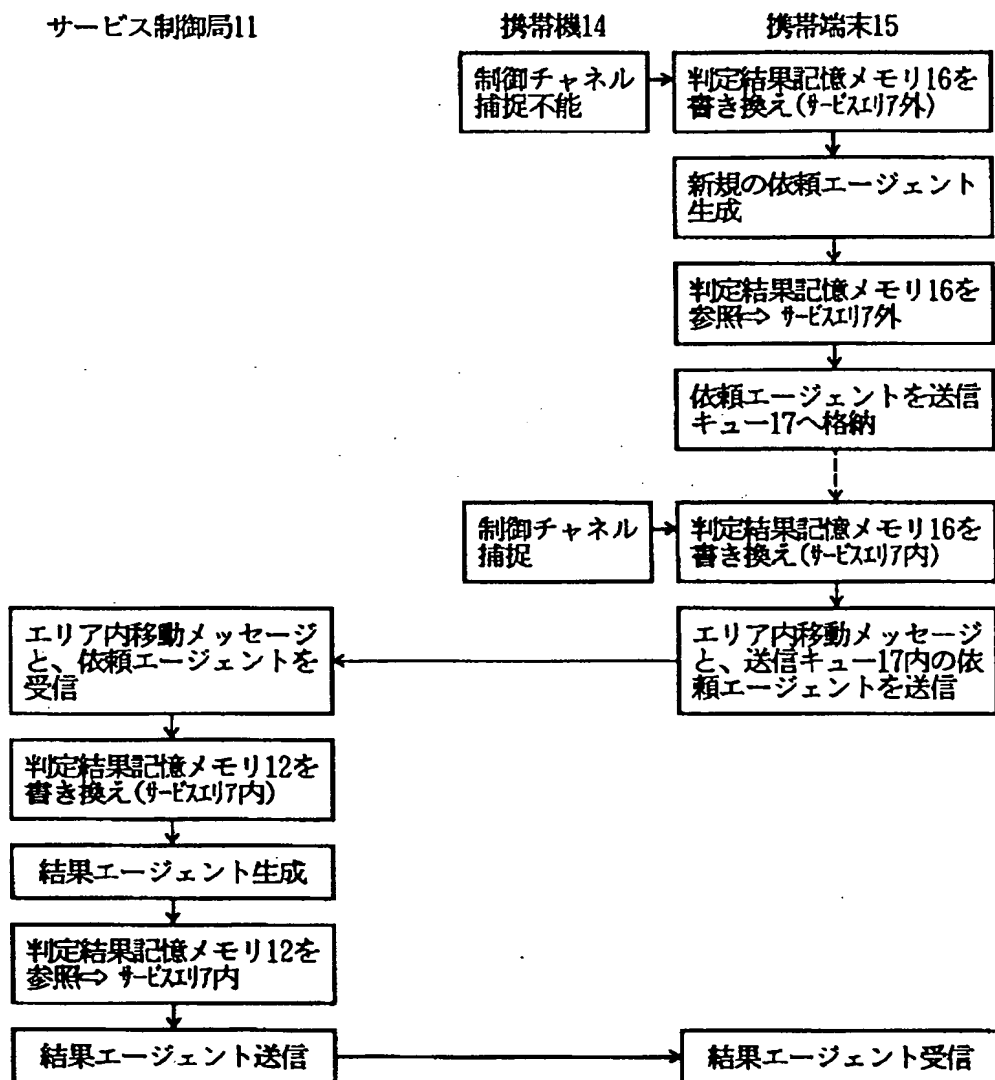 サービス制御局11
携帯機14
携帯端末15
制御チャネル
捕捉不能
判定結果記憶メモリ16を
書き換え(サービスエリア外)
新規の依頼エージェント
生成
判定結果記憶メモリ16を
参照⇨ サービスエリア外
依頼エージェントを送信
キュー17へ格納
制御チャネル
捕捉
判定結果記憶メモリ16を
書き換え(サービスエリア内)
エリア内移動メッセージ
と、依頼エージェントを
受信
エリア内移動メッセージ
と、送信キュー17内の依
頼エージェントを送信
判定結果記憶メモリ12を
書き換え(サービスエリア内)
結果エージェント生成
判定結果記憶メモリ12を
参照⇨ サービスエリア内
結果エージェント送信
結果エージェント受信